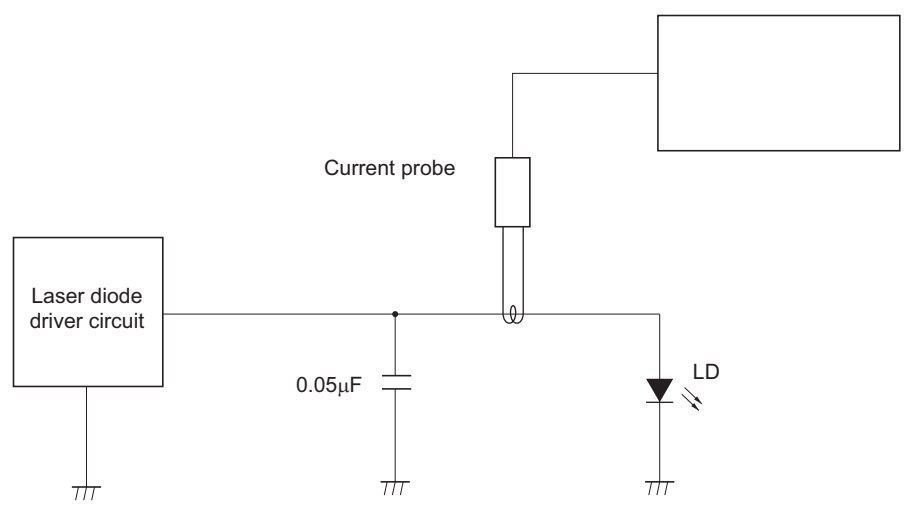 Current probe
Laser diode
driver circuit
0.05μF
LD